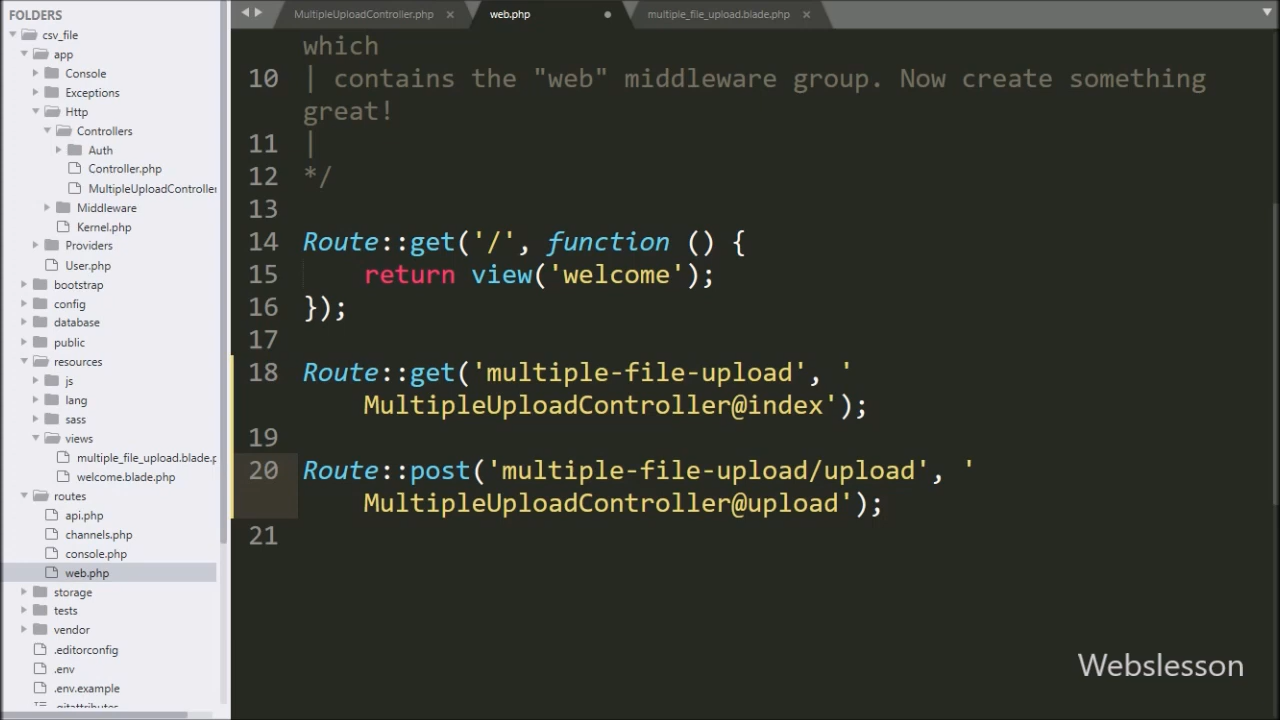 FOLDERS
csv_file
app
Console
Exceptions
Http
Controllers
Auth
Controller.php
MultipleUploadController
Middleware
Kernel.php
Providers
User.php
bootstrap
config
database
public
resources
js
lang
sass
views
multiple_file_upload.blade.p
welcome.blade.php
routes
api.php
channels.php
console.php
web.php
storage
tests
vendor
.editorconfig
.env
.env.example
.gitattributes
MultipleUploadController.php
web.php
multiple_file_upload.blade.php
which
10 | contains the "web" middleware group. Now create something
great!
11 |
12 */
13
14 Route::get('/', function () {
15 return view('welcome');
16 });
17
18 Route::get('multiple-file-upload', '
MultipleUploadController@index');
19
20 Route::post('multiple-file-upload/upload', '
MultipleUploadController@upload');
21
Webslesson